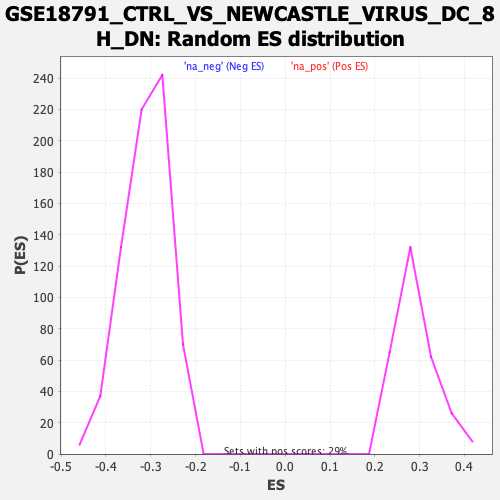 GSE18791_CTRL_VS_NEWCASTLE_VIRUS_DC_8
H_DN: Random ES distribution
'na_neg' (Neg ES) 'na_pos' (Pos ES)
240
220
200
180
160
140
120
100
80
60
40
20
0
P(ES)
Sets with pos scores: 29%
-0.5 -0.4 -0.3 -0.2 -0.1 0.0 0.1 0.2 0.3 0.4
ES